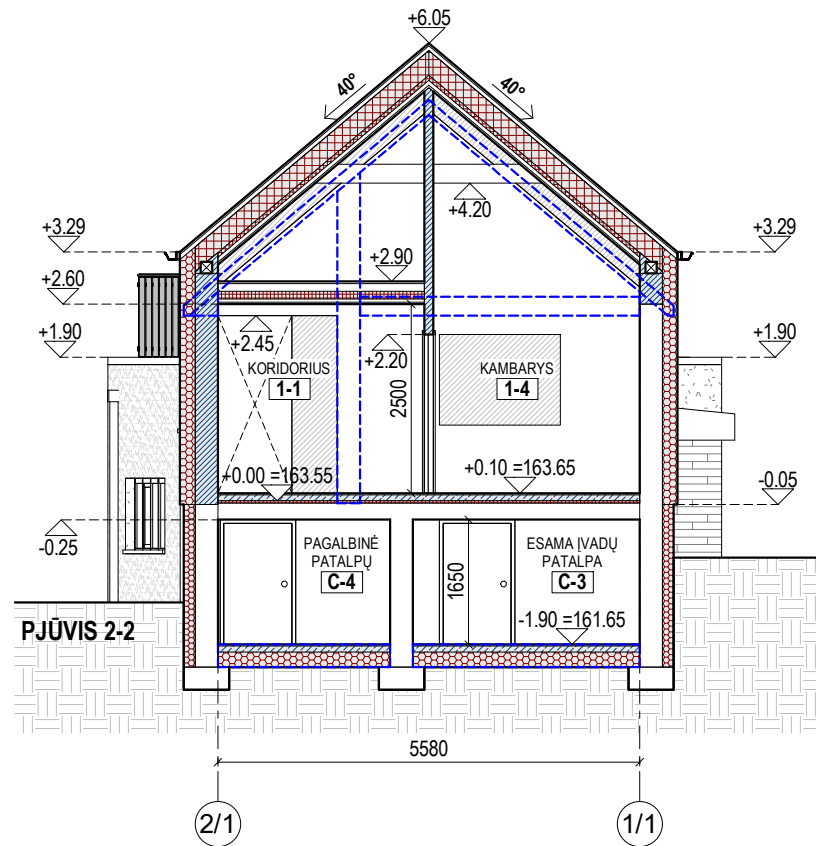 +6.05
40°
40°
+3.29
+4.20
+3.29
+2.90
+2.60
+1.90
+2.45
+2.20
+1.90
KORIDORIUS
1-1
2500
KAMBARYS
1-4
+0.00 =163.55
+0.10 =163.65
-0.05
-0.25
PAGALBINĖ
PATALPŲ
C-4
1650
ESAMA ĮVADŲ
PATALPA
C-3
-1.90 =161.65
PJŪVIS 2-2
5580
2/1
1/1